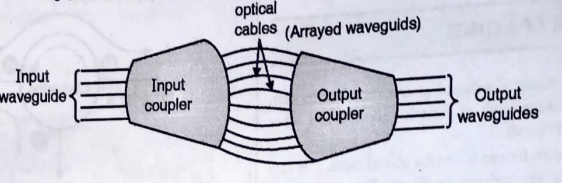 optical
cables (Arrayed waveguids)
Input
waveguide
Input
coupler
Output
coupler
Output
waveguides